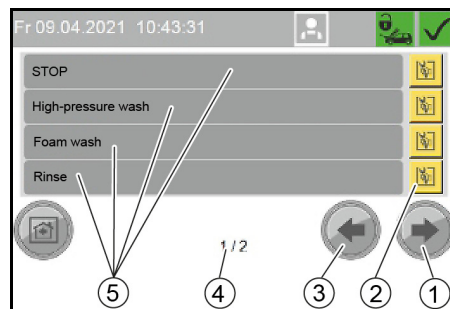 Fr 09.04.2021 10:43:31
STOP
High-pressure wash
Foam wash
Rinse
1 / 2
5 4 3 2 1